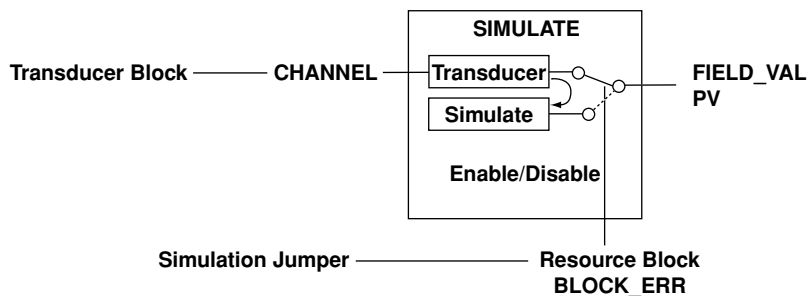 SIMULATE
Transducer Block
CHANNEL
Transducer
FIELD_VAL
PV
Simulate
Enable/Disable
Simulation Jumper
Resource Block
BLOCK_ERR